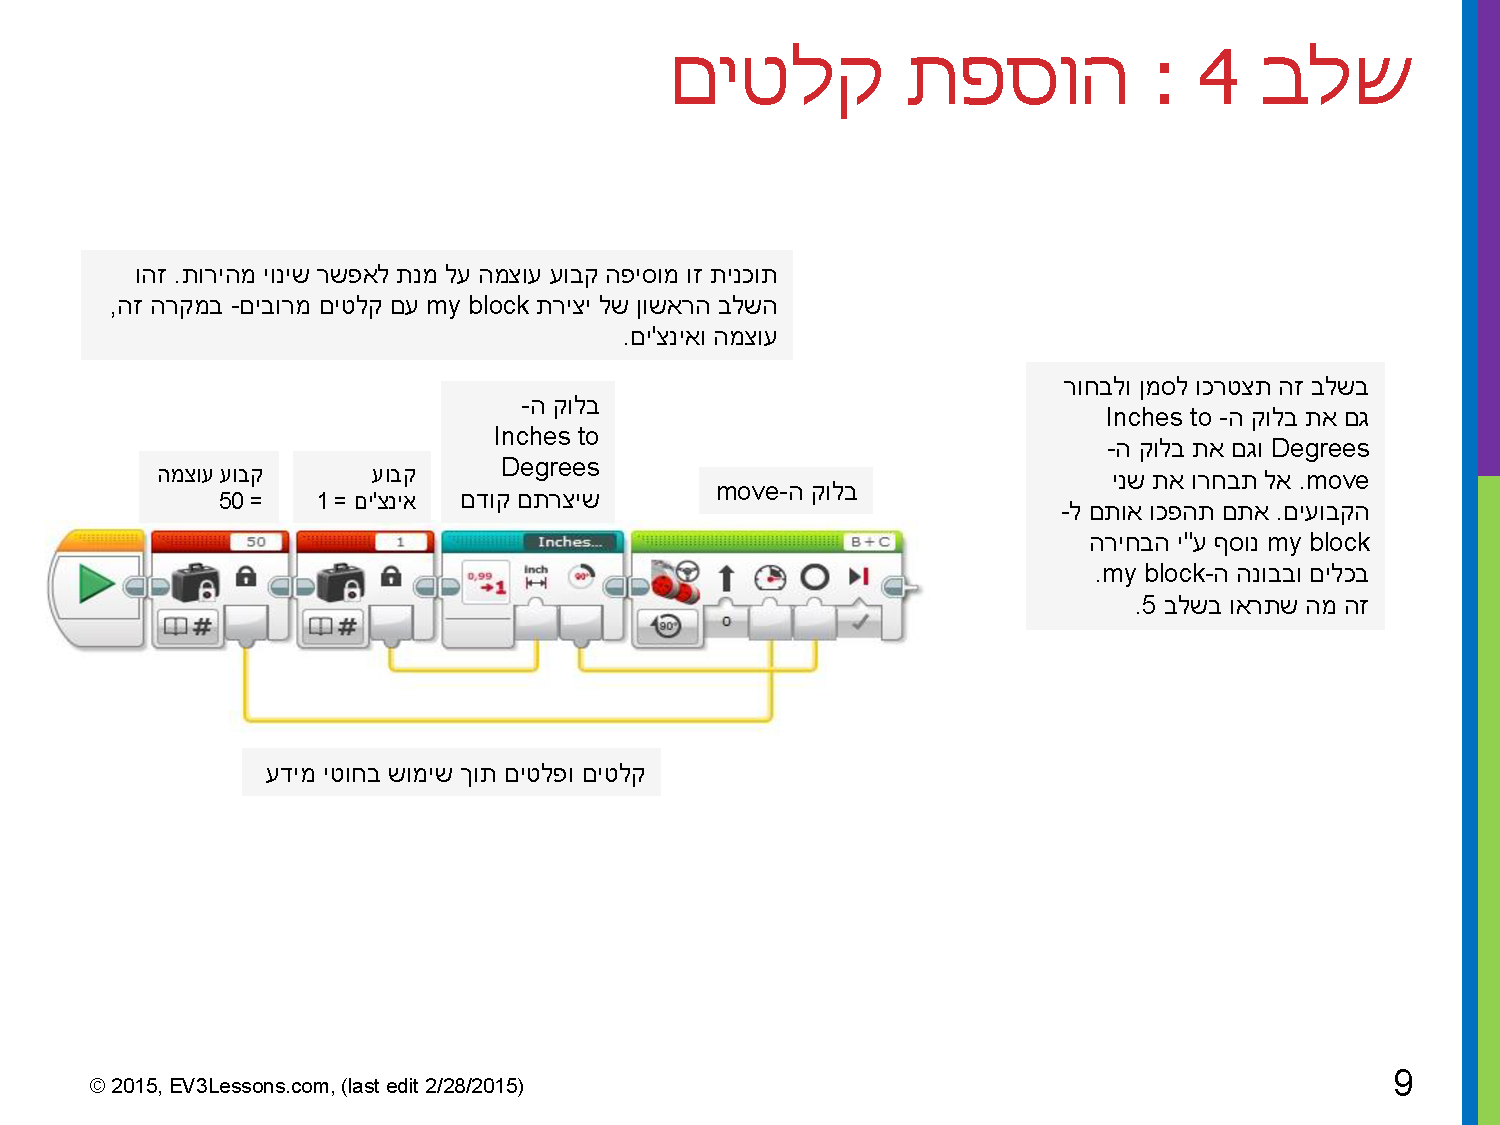 שלב 4 : הוספת קלטים
תוכנית זו מוסיפה קבוע עוצמה על מנת לאפשר שינוי מהירות. זהו
השלב הראשון של יצירת my block עם קלטים מרובים- במקרה זה,
עוצמה ואינצ'ים.
בשלב זה תצטרכו לסמן ולבחור
גם את בלוק ה- Inches to
Degrees וגם את בלוק ה-
move. אל תבחרו את שני
הקבועים. אתם תהפכו אותם ל-
my block נוסף ע"י הבחירה
בכלים ובבונה ה-my block.
זה מה שתראו בשלב 5.
בלוק ה-
Inches to
Degrees
שיצרתם קודם
קבוע עוצמה
= 50
קבוע
אינצ'ים = 1
בלוק ה-move
50
1
Inches...
B + C
0,99
1
inch
90°
#
#
90°
0
קלטים ופלטים תוך שימוש בחוטי מידע
© 2015, EV3Lessons.com, (last edit 2/28/2015)
9